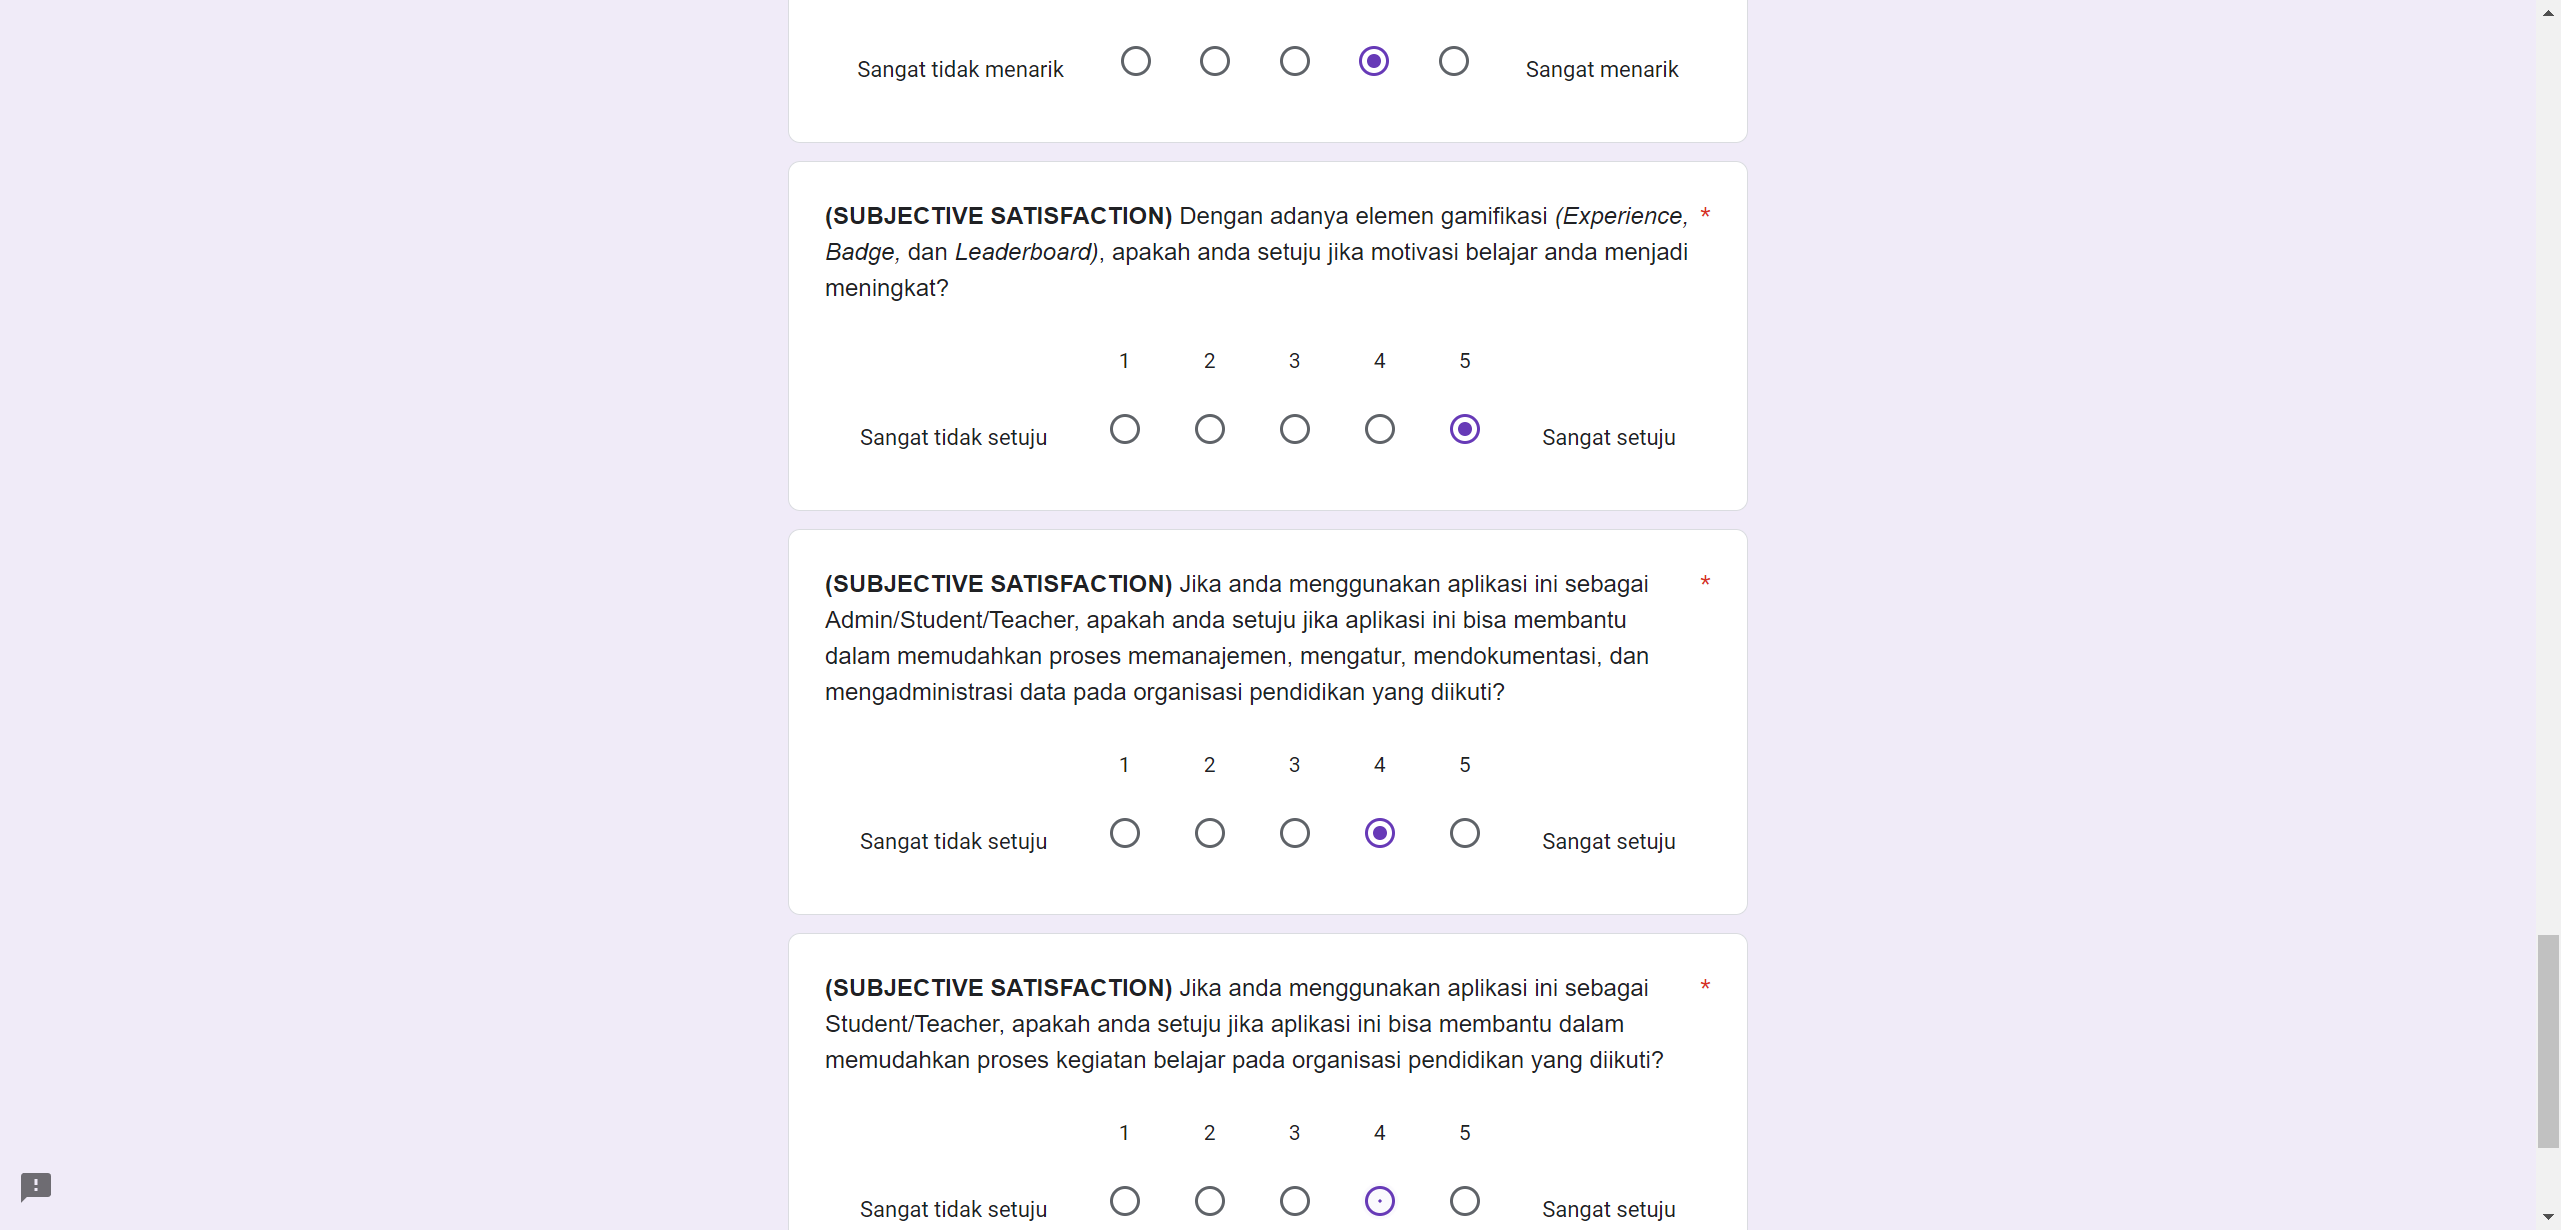 Sangat tidak menarik Sangat menarik
(SUBJECTIVE SATISFACTION) Dengan adanya elemen gamifikasi (Experience, *
Badge, dan Leaderboard), apakah anda setuju jika motivasi belajar anda menjadi
meningkat?
1 2 3 4 5
Sangat tidak setuju Sangat setuju
(SUBJECTIVE SATISFACTION) Jika anda menggunakan aplikasi ini sebagai *
Admin/Student/Teacher, apakah anda setuju jika aplikasi ini bisa membantu
dalam memudahkan proses memanajemen, mengatur, mendokumentasi, dan
mengadministrasi data pada organisasi pendidikan yang diikuti?
1 2 3 4 5
Sangat tidak setuju Sangat setuju
(SUBJECTIVE SATISFACTION) Jika anda menggunakan aplikasi ini sebagai *
Student/Teacher, apakah anda setuju jika aplikasi ini bisa membantu dalam
memudahkan proses kegiatan belajar pada organisasi pendidikan yang diikuti?
1 2 3 4 5
Sangat tidak setuju Sangat setuju